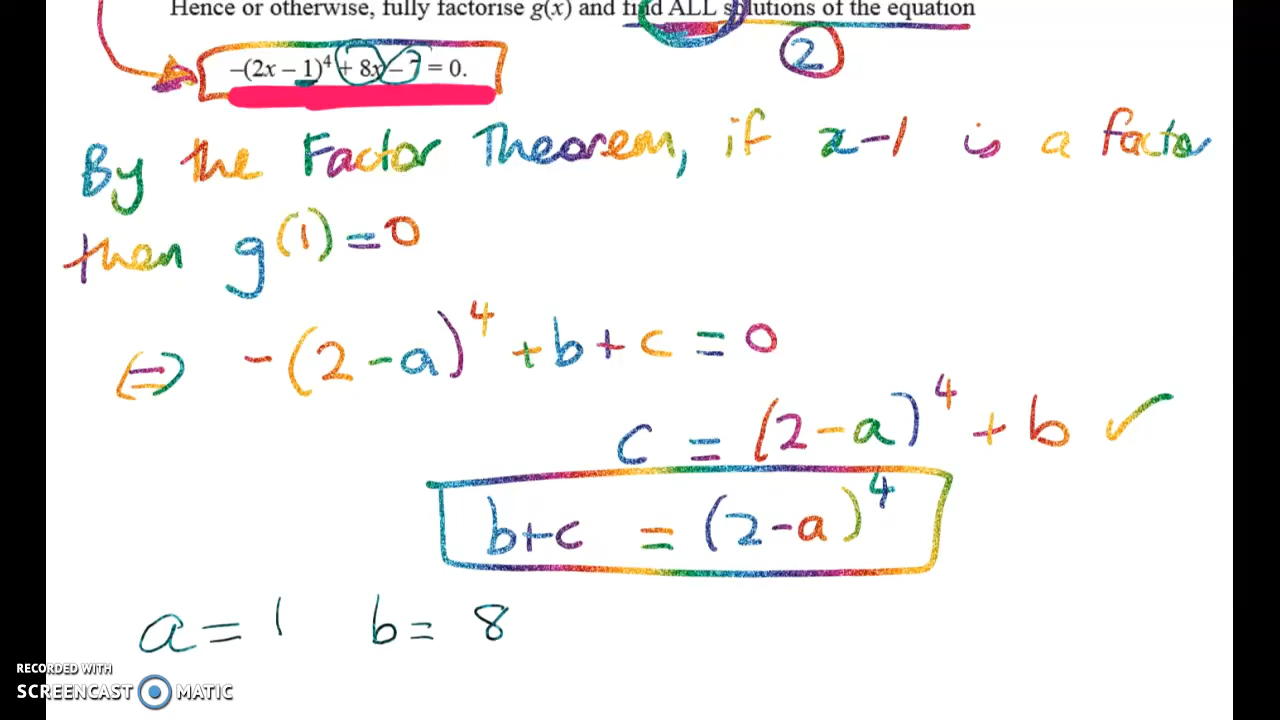 Hence or otherwise, fully factorise g(x) and find ALL solutions of the equation
2
–(2x – 1)⁴ + 8x – 7 = 0.
By the Factor Theorem, if x–1 is a factor
then g(1)=0
⇔ -(2-a)⁴ + b + c = 0
c = (2-a)⁴ + b ✓
b+c = (2-a)⁴
a = 1 b = 8
RECORDED WITH
SCREENCAST MATIC